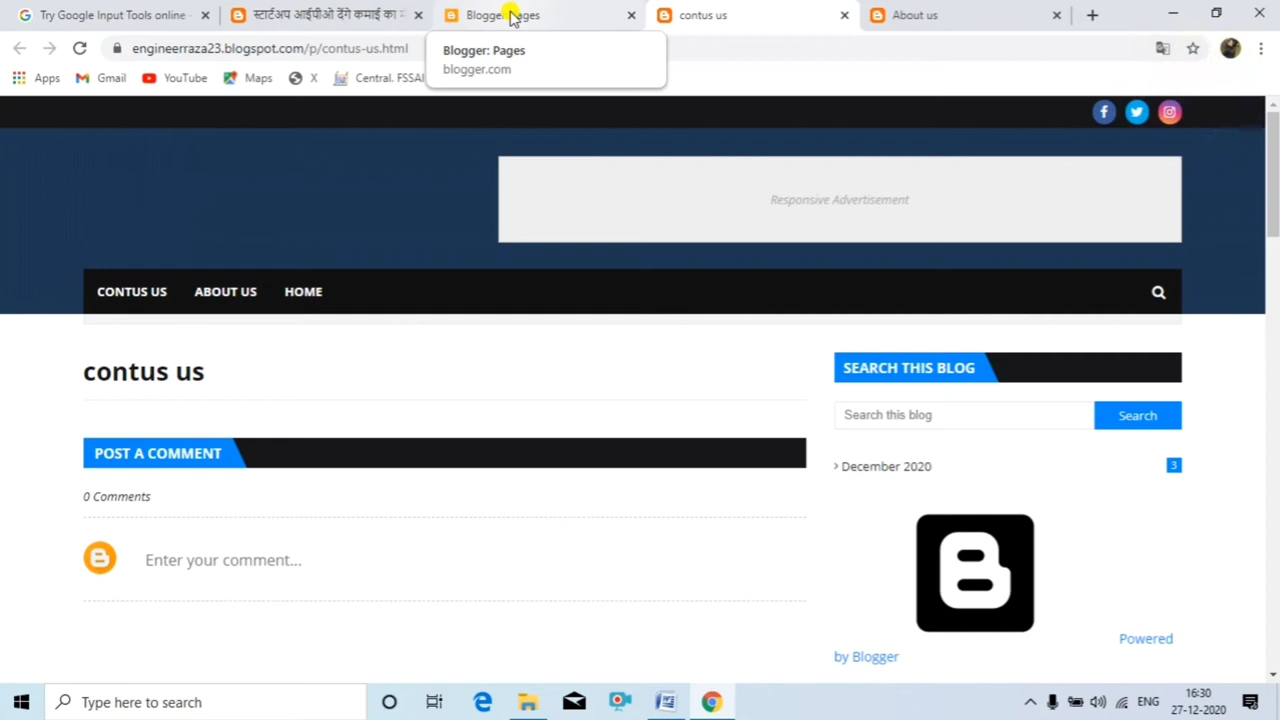 Try Google Input Tools online -
स्टार्टअप आईपीओ देंगे कमाई का म
Blogger: Pages
contus us
About us
engineerraza23.blogspot.com/p/contus-us.html
Blogger: Pages
blogger.com
Apps
Gmail
YouTube
Maps
X
Central. FSSAI
Responsive Advertisement
CONTUS US
ABOUT US
HOME
contus us
SEARCH THIS BLOG
Search this blog
Search
POST A COMMENT
December 2020
3
0 Comments
Enter your comment...
Powered
by Blogger
Type here to search
ENG
16:30
27-12-2020